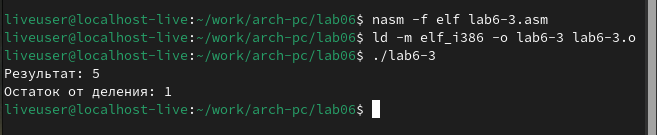 liveuser@localhost-live:~/work/arch-pc/lab06$ nasm -f elf lab6-3.asm
liveuser@localhost-live:~/work/arch-pc/lab06$ ld -m elf_i386 -o lab6-3 lab6-3.o
liveuser@localhost-live:~/work/arch-pc/lab06$ ./lab6-3
Результат: 5
Остаток от деления: 1
liveuser@localhost-live:~/work/arch-pc/lab06$